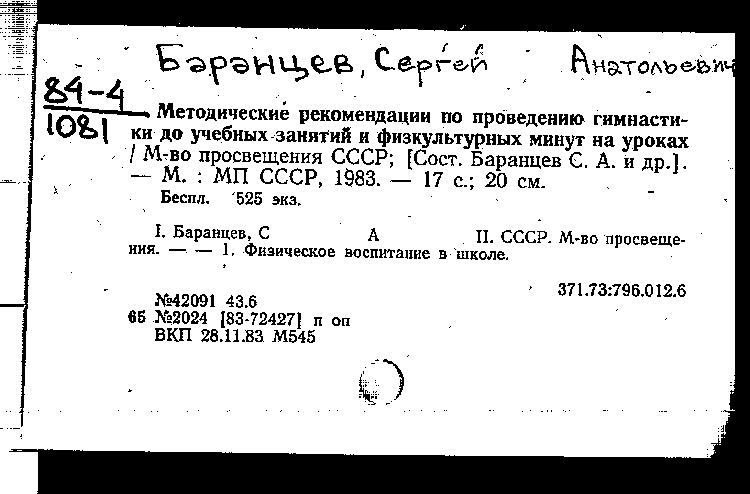 Баранцев, Сергей Анатольевич
84-4
1081
Методические рекомендации по проведению гимнасти-
ки до учебных занятий и физкультурных минут на уроках
/ М-во просвещения СССР; [Сост. Баранцев С. А. и др.].
— М. : МП СССР, 1983. — 17 с.; 20 см.
Беспл. 525 экз.
I. Баранцев, С А II. СССР. М-во просвеще-
ния. — — 1. Физическое воспитание в школе.
371.73:796.012.6
№42091 43.6
65 №2024 [83-72427] п оп
ВКП 28.11.83 М545